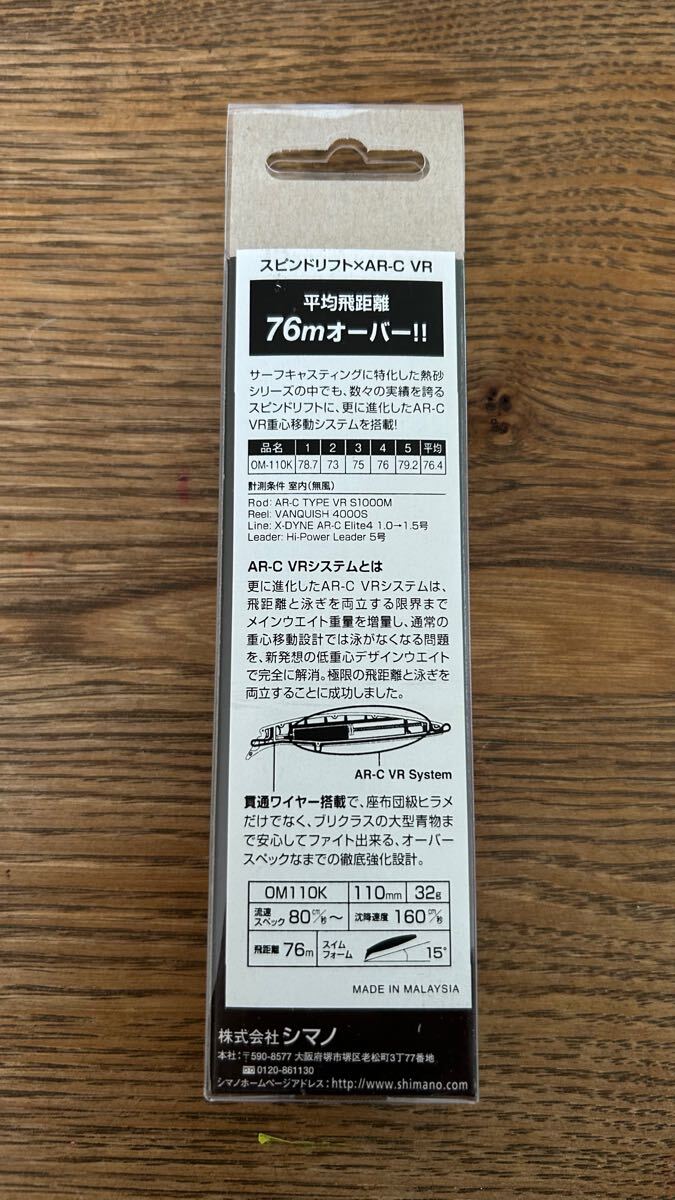 スピンドリフト×AR-C VR
平均飛距離
76mオーバー!!
サーフキャスティングに特化した熱砂
シリーズの中でも、数々の実績を誇る
スピンドリフトに、更に進化したAR-C
VR重心移動システムを搭載!
品名 1 2 3 4 5 平均
OM-110K 78.7 73 75 76 79.2 76.4
計測条件 室内(無風)
Rod: AR-C TYPE VR S1000M
Reel: VANQUISH 4000S
Line: X-DYNE AR-C Elite4 1.0→1.5号
Leader: Hi-Power Leader 5号
AR-C VRシステムとは
更に進化したAR-C VRシステムは、
飛距離と泳ぎを両立する限界まで
メインウエイト重量を増量し、通常の
重心移動設計では泳がなくなる問題
を、新発想の低重心デザインウエイト
で完全に解消。極限の飛距離と泳ぎを
両立することに成功しました。
AR-C VR System
貫通ワイヤー搭載で、座布団級ヒラメ
だけでなく、ブリクラスの大型青物ま
で安心してファイト出来る、オーバー
スペックなまでの徹底強化設計。
OM110K 110mm 32g
流速スペック 80cm/秒〜 沈降速度 160cm/秒
飛距離 76m スイムフォーム 15°
MADE IN MALAYSIA
株式会社 シマノ
本社:〒590-8577 大阪府堺市堺区老松町3丁77番地
0120-861130
シマノホームページアドレス:http://www.shimano.com